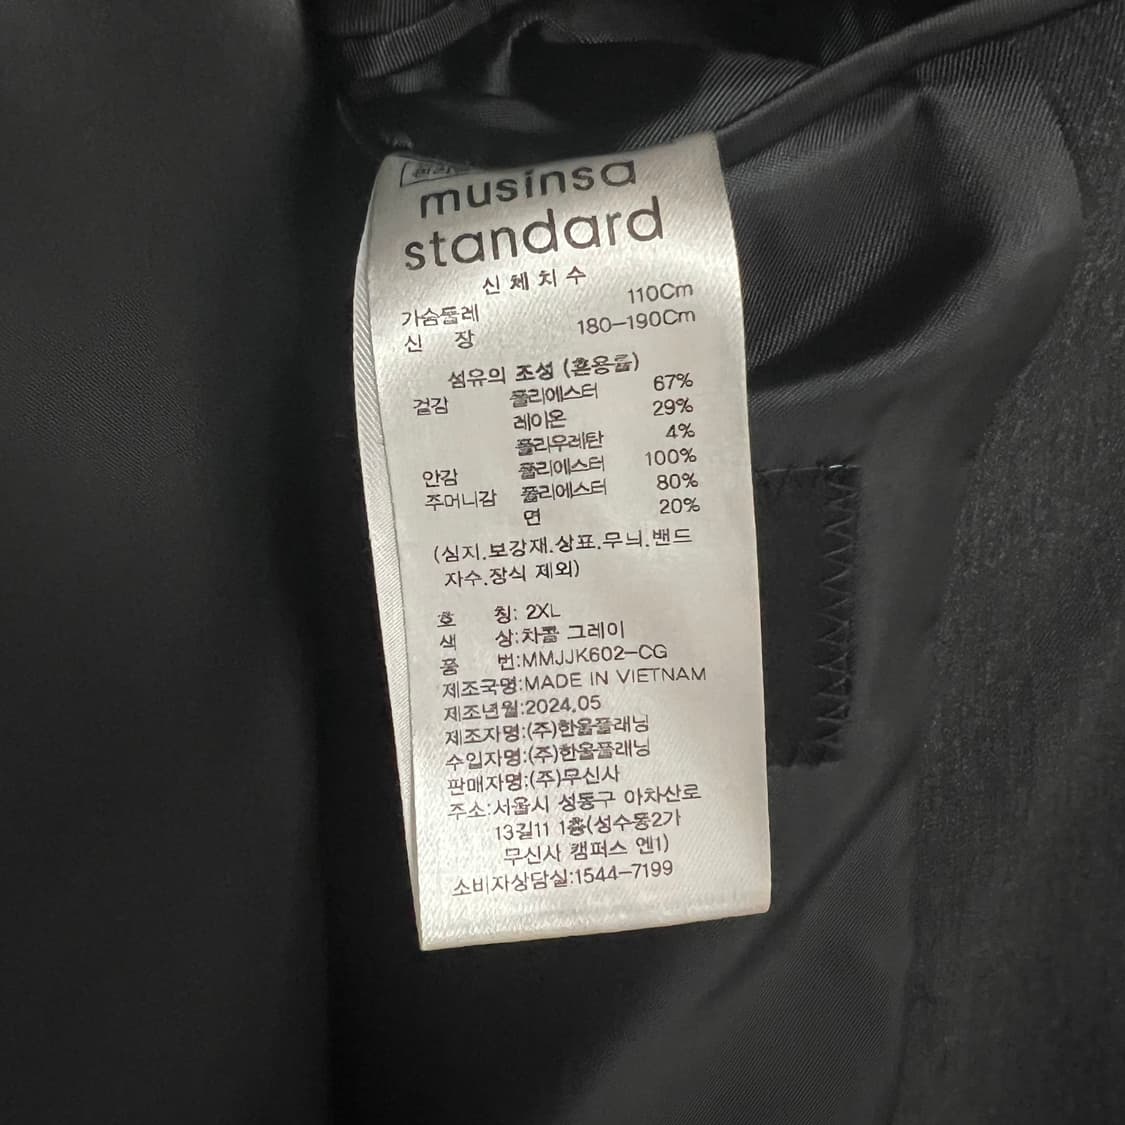 musinsa
standard
신체치수
가슴둘레 110Cm
신 장 180-190Cm
섬유의 조성 (혼용률)
겉감 폴리에스터 67%
레이온 29%
폴리우레탄 4%
안감 폴리에스터 100%
주머니감 폴리에스터 80%
면 20%
(심지.보강재.상표.무늬.밴드
자수.장식 제외)
호 칭: 2XL
색 상:차콜 그레이
품 번:MMJJK602-CG
제조국명:MADE IN VIETNAM
제조년월:2024.05
제조자명:(주)한올플래닝
수입자명:(주)한올플래닝
판매자명:(주)무신사
주소:서울시 성동구 아차산로
13길11 1층(성수동2가
무신사 캠퍼스 엔1)
소비자상담실:1544-7199